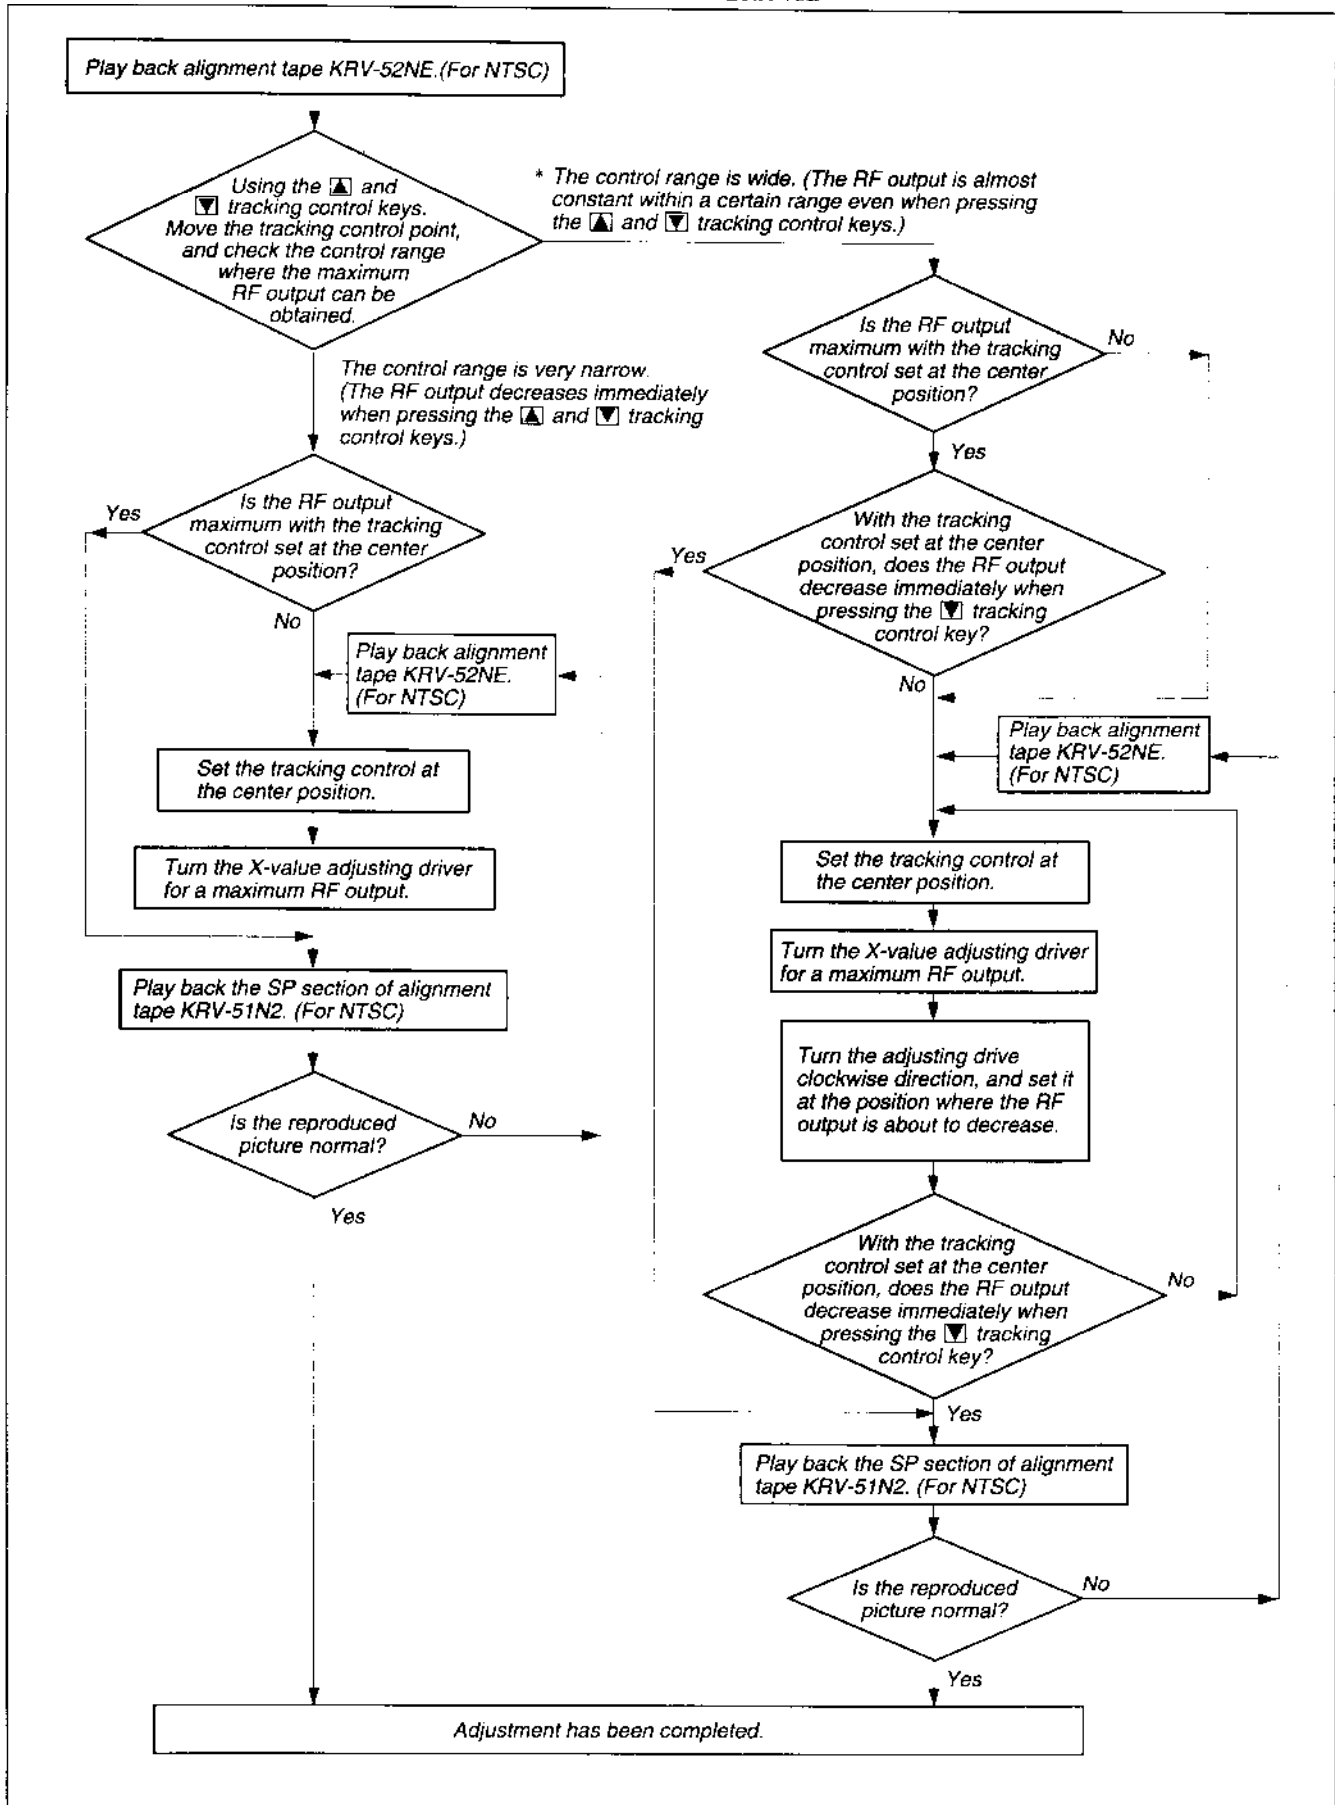 Play back alignment tape KRV-52NE.(For NTSC)
Using the ▲ and
▼ tracking control keys.
Move the tracking control point,
and check the control range
where the maximum
RF output can be
obtained.
* The control range is wide. (The RF output is almost
constant within a certain range even when pressing
the ▲ and ▼ tracking control keys.)
The control range is very narrow.
(The RF output decreases immediately
when pressing the ▲ and ▼ tracking
control keys.)
Is the RF output
maximum with the tracking
control set at the center
position?
Yes
No
Play back alignment
tape KRV-52NE.
(For NTSC)
Set the tracking control at
the center position.
Turn the X-value adjusting driver
for a maximum RF output.
Play back the SP section of alignment
tape KRV-51N2. (For NTSC)
Is the reproduced
picture normal?
No
Yes
Is the RF output
maximum with the tracking
control set at the center
position?
No
Yes
With the tracking
control set at the center
position, does the RF output
decrease immediately when
pressing the ▼ tracking
control key?
Yes
No
Play back alignment
tape KRV-52NE.
(For NTSC)
Set the tracking control at
the center position.
Turn the X-value adjusting driver
for a maximum RF output.
Turn the adjusting drive
clockwise direction, and set it
at the position where the RF
output is about to decrease.
With the tracking
control set at the center
position, does the RF output
decrease immediately when
pressing the ▼ tracking
control key?
No
Yes
Play back the SP section of alignment
tape KRV-51N2. (For NTSC)
Is the reproduced
picture normal?
No
Yes
Adjustment has been completed.